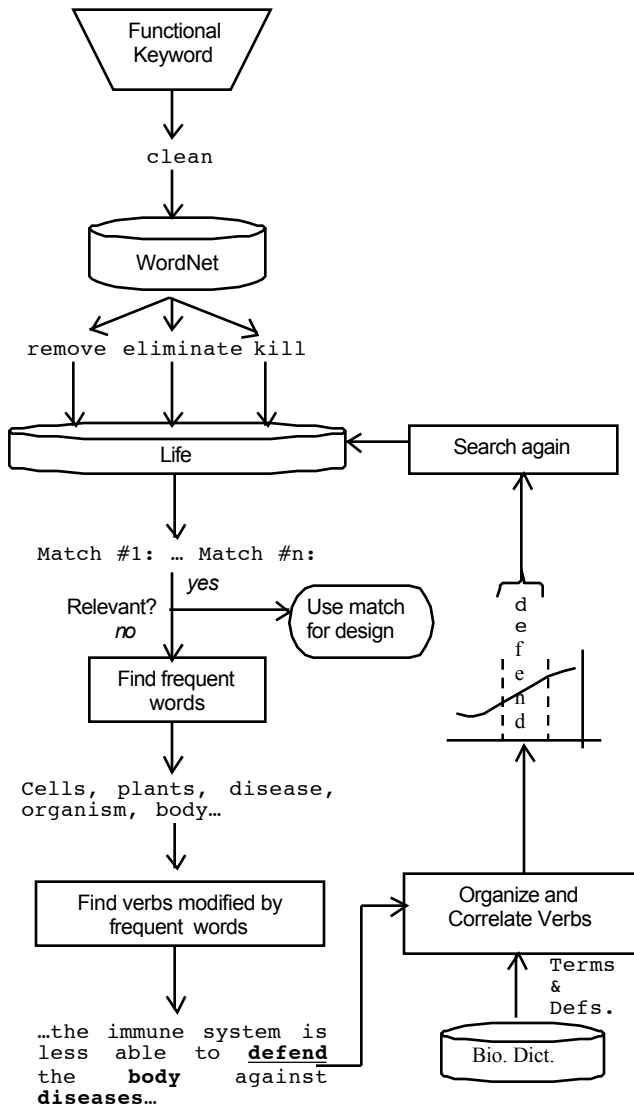 Functional
Keyword
clean
WordNet
remove eliminate kill
Life
Search again
Match #1: … Match #n:
yes
Relevant?
no
Use match
for design
Find frequent
words
Cells, plants, disease,
organism, body…
Find verbs modified by
frequent words
…the immune system is
less able to defend
the body against
diseases…
defend
Organize and
Correlate Verbs
Terms
&
Defs.
Bio. Dict.